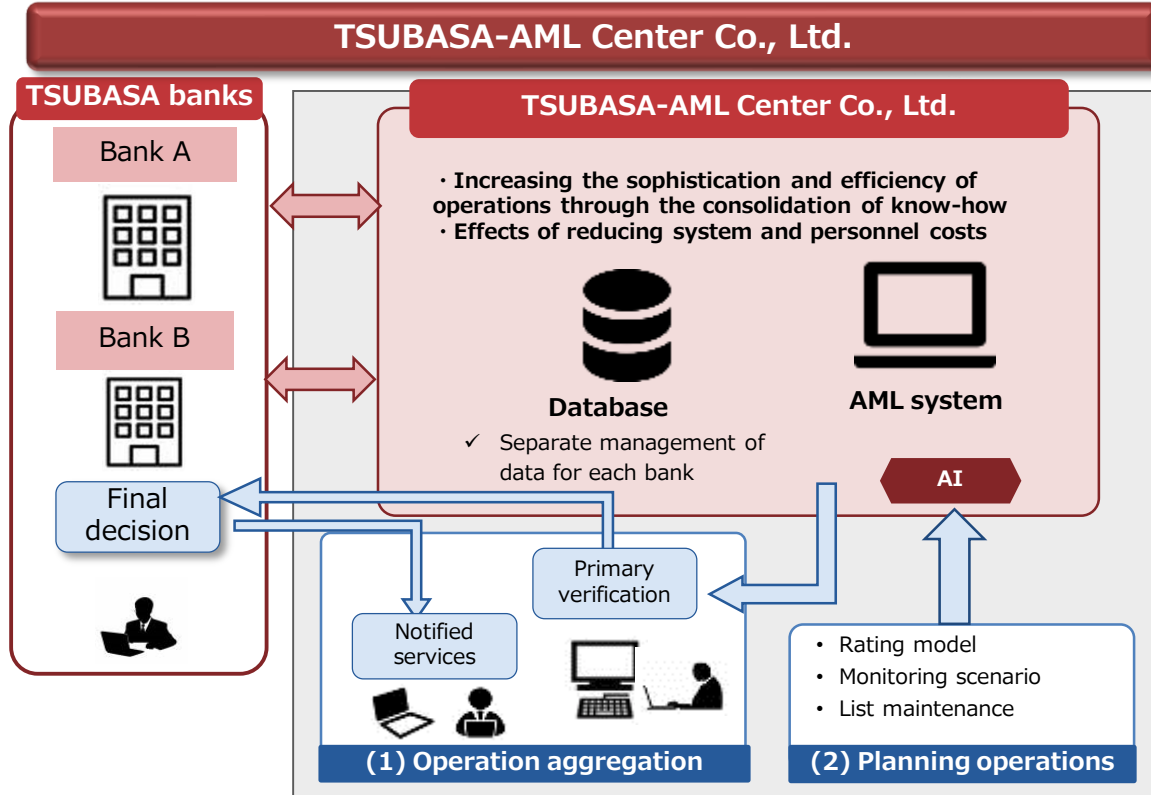 TSUBASA-AML Center Co., Ltd.
TSUBASA banks
Bank A
Bank B
Final
decision
TSUBASA-AML Center Co., Ltd.
・Increasing the sophistication and efficiency of
operations through the consolidation of know-how
・Effects of reducing system and personnel costs
Database
✓ Separate management of
data for each bank
AML system
AI
Primary
verification
Notified
services
(1) Operation aggregation
• Rating model
• Monitoring scenario
• List maintenance
(2) Planning operations